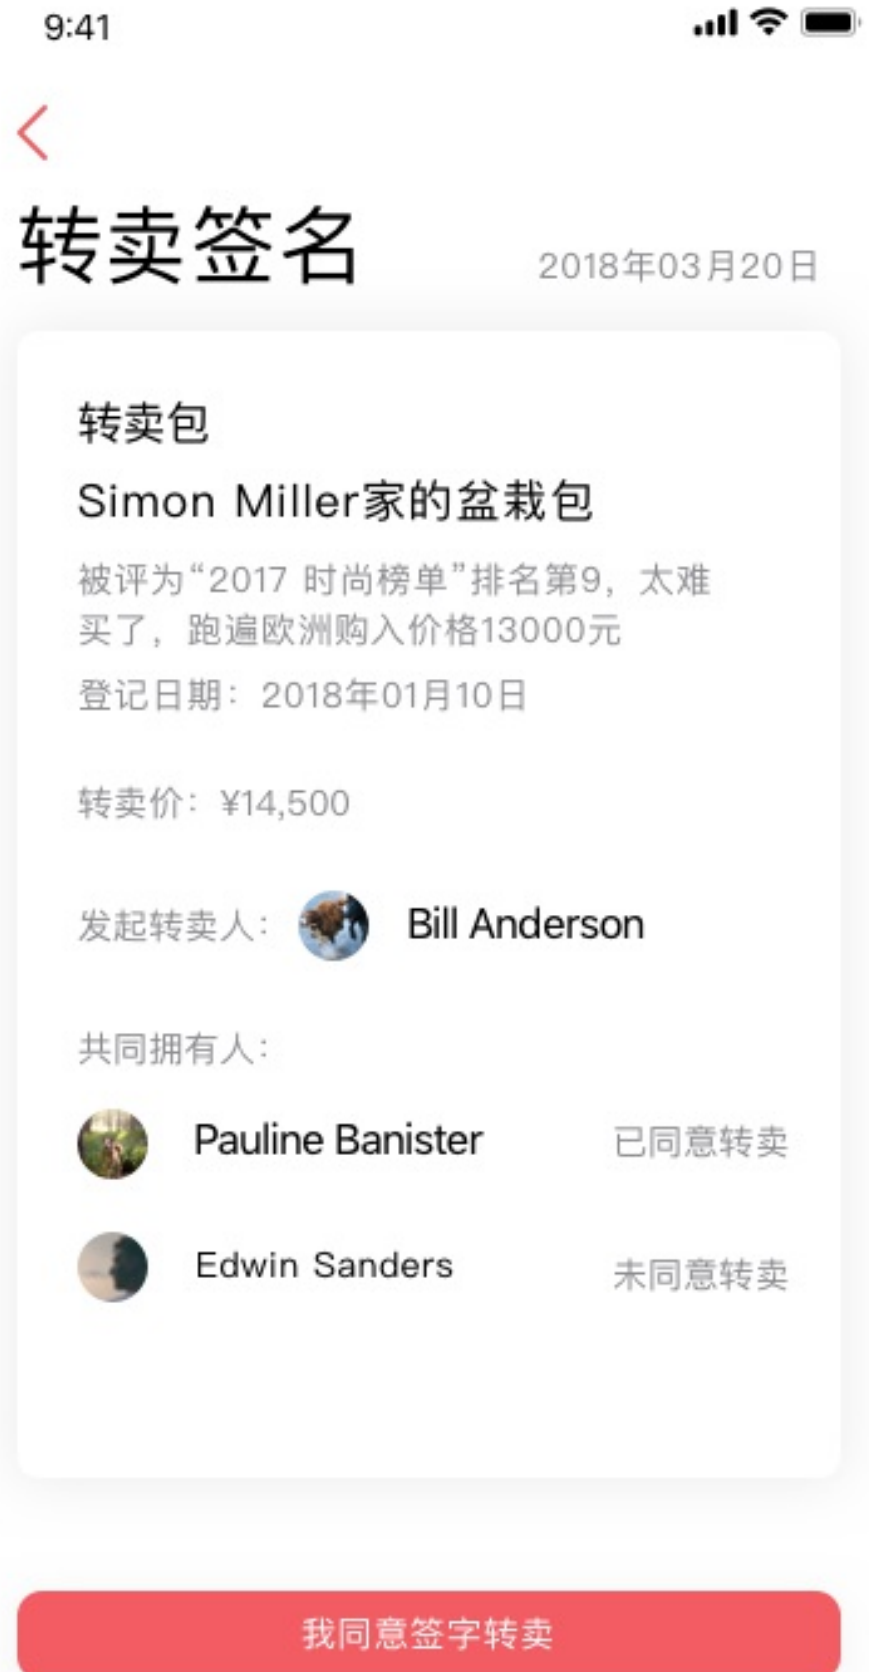 9:41
转卖签名
2018年03月20日
转卖包
Simon Miller家的盆栽包
被评为“2017 时尚榜单”排名第9，太难
买了，跑遍欧洲购入价格13000元
登记日期：2018年01月10日
转卖价：¥14,500
发起转卖人：
Bill Anderson
共同拥有人：
Pauline Banister
已同意转卖
Edwin Sanders
未同意转卖
我同意签字转卖